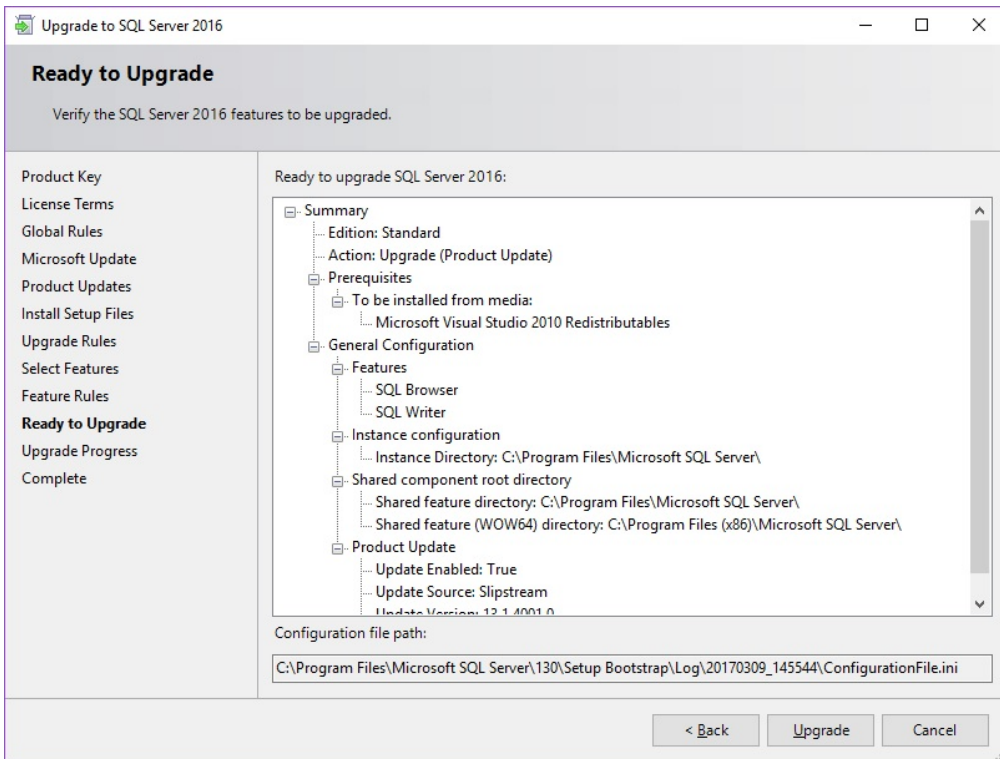 Upgrade to SQL Server 2016
Ready to Upgrade
Verify the SQL Server 2016 features to be upgraded.
Product Key
License Terms
Global Rules
Microsoft Update
Product Updates
Install Setup Files
Upgrade Rules
Select Features
Feature Rules
Ready to Upgrade
Upgrade Progress
Complete
Ready to upgrade SQL Server 2016:
Summary
Edition: Standard
Action: Upgrade (Product Update)
Prerequisites
To be installed from media:
Microsoft Visual Studio 2010 Redistributables
General Configuration
Features
SQL Browser
SQL Writer
Instance configuration
Instance Directory: C:\Program Files\Microsoft SQL Server\
Shared component root directory
Shared feature directory: C:\Program Files\Microsoft SQL Server\
Shared feature (WOW64) directory: C:\Program Files (x86)\Microsoft SQL Server\
Product Update
Update Enabled: True
Update Source: Slipstream
Update Version: 13.1.4001.0
Configuration file path:
C:\Program Files\Microsoft SQL Server\130\Setup Bootstrap\Log\20170309_145544\ConfigurationFile.ini
< Back
Upgrade
Cancel